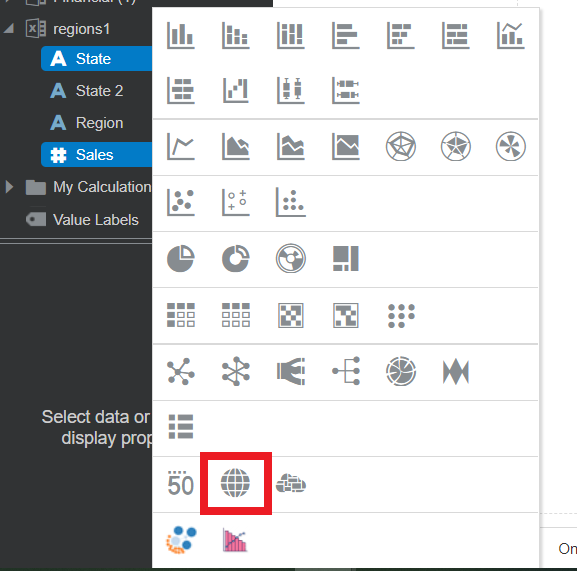 Financial (1)
regions1
A State
A State 2
A Region
# Sales
My Calculation
Value Labels
Select data or
display prop
50
On